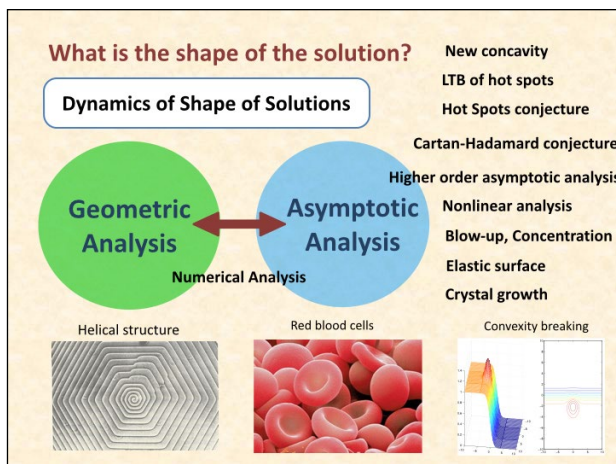 What is the shape of the solution?
Dynamics of Shape of Solutions
New concavity
LTB of hot spots
Hot Spots conjecture
Cartan-Hadamard conjecture
Higher order asymptotic analysis
Nonlinear analysis
Blow-up, Concentration
Elastic surface
Crystal growth
Geometric
Analysis
Asymptotic
Analysis
Numerical Analysis
Helical structure
Red blood cells
Convexity breaking